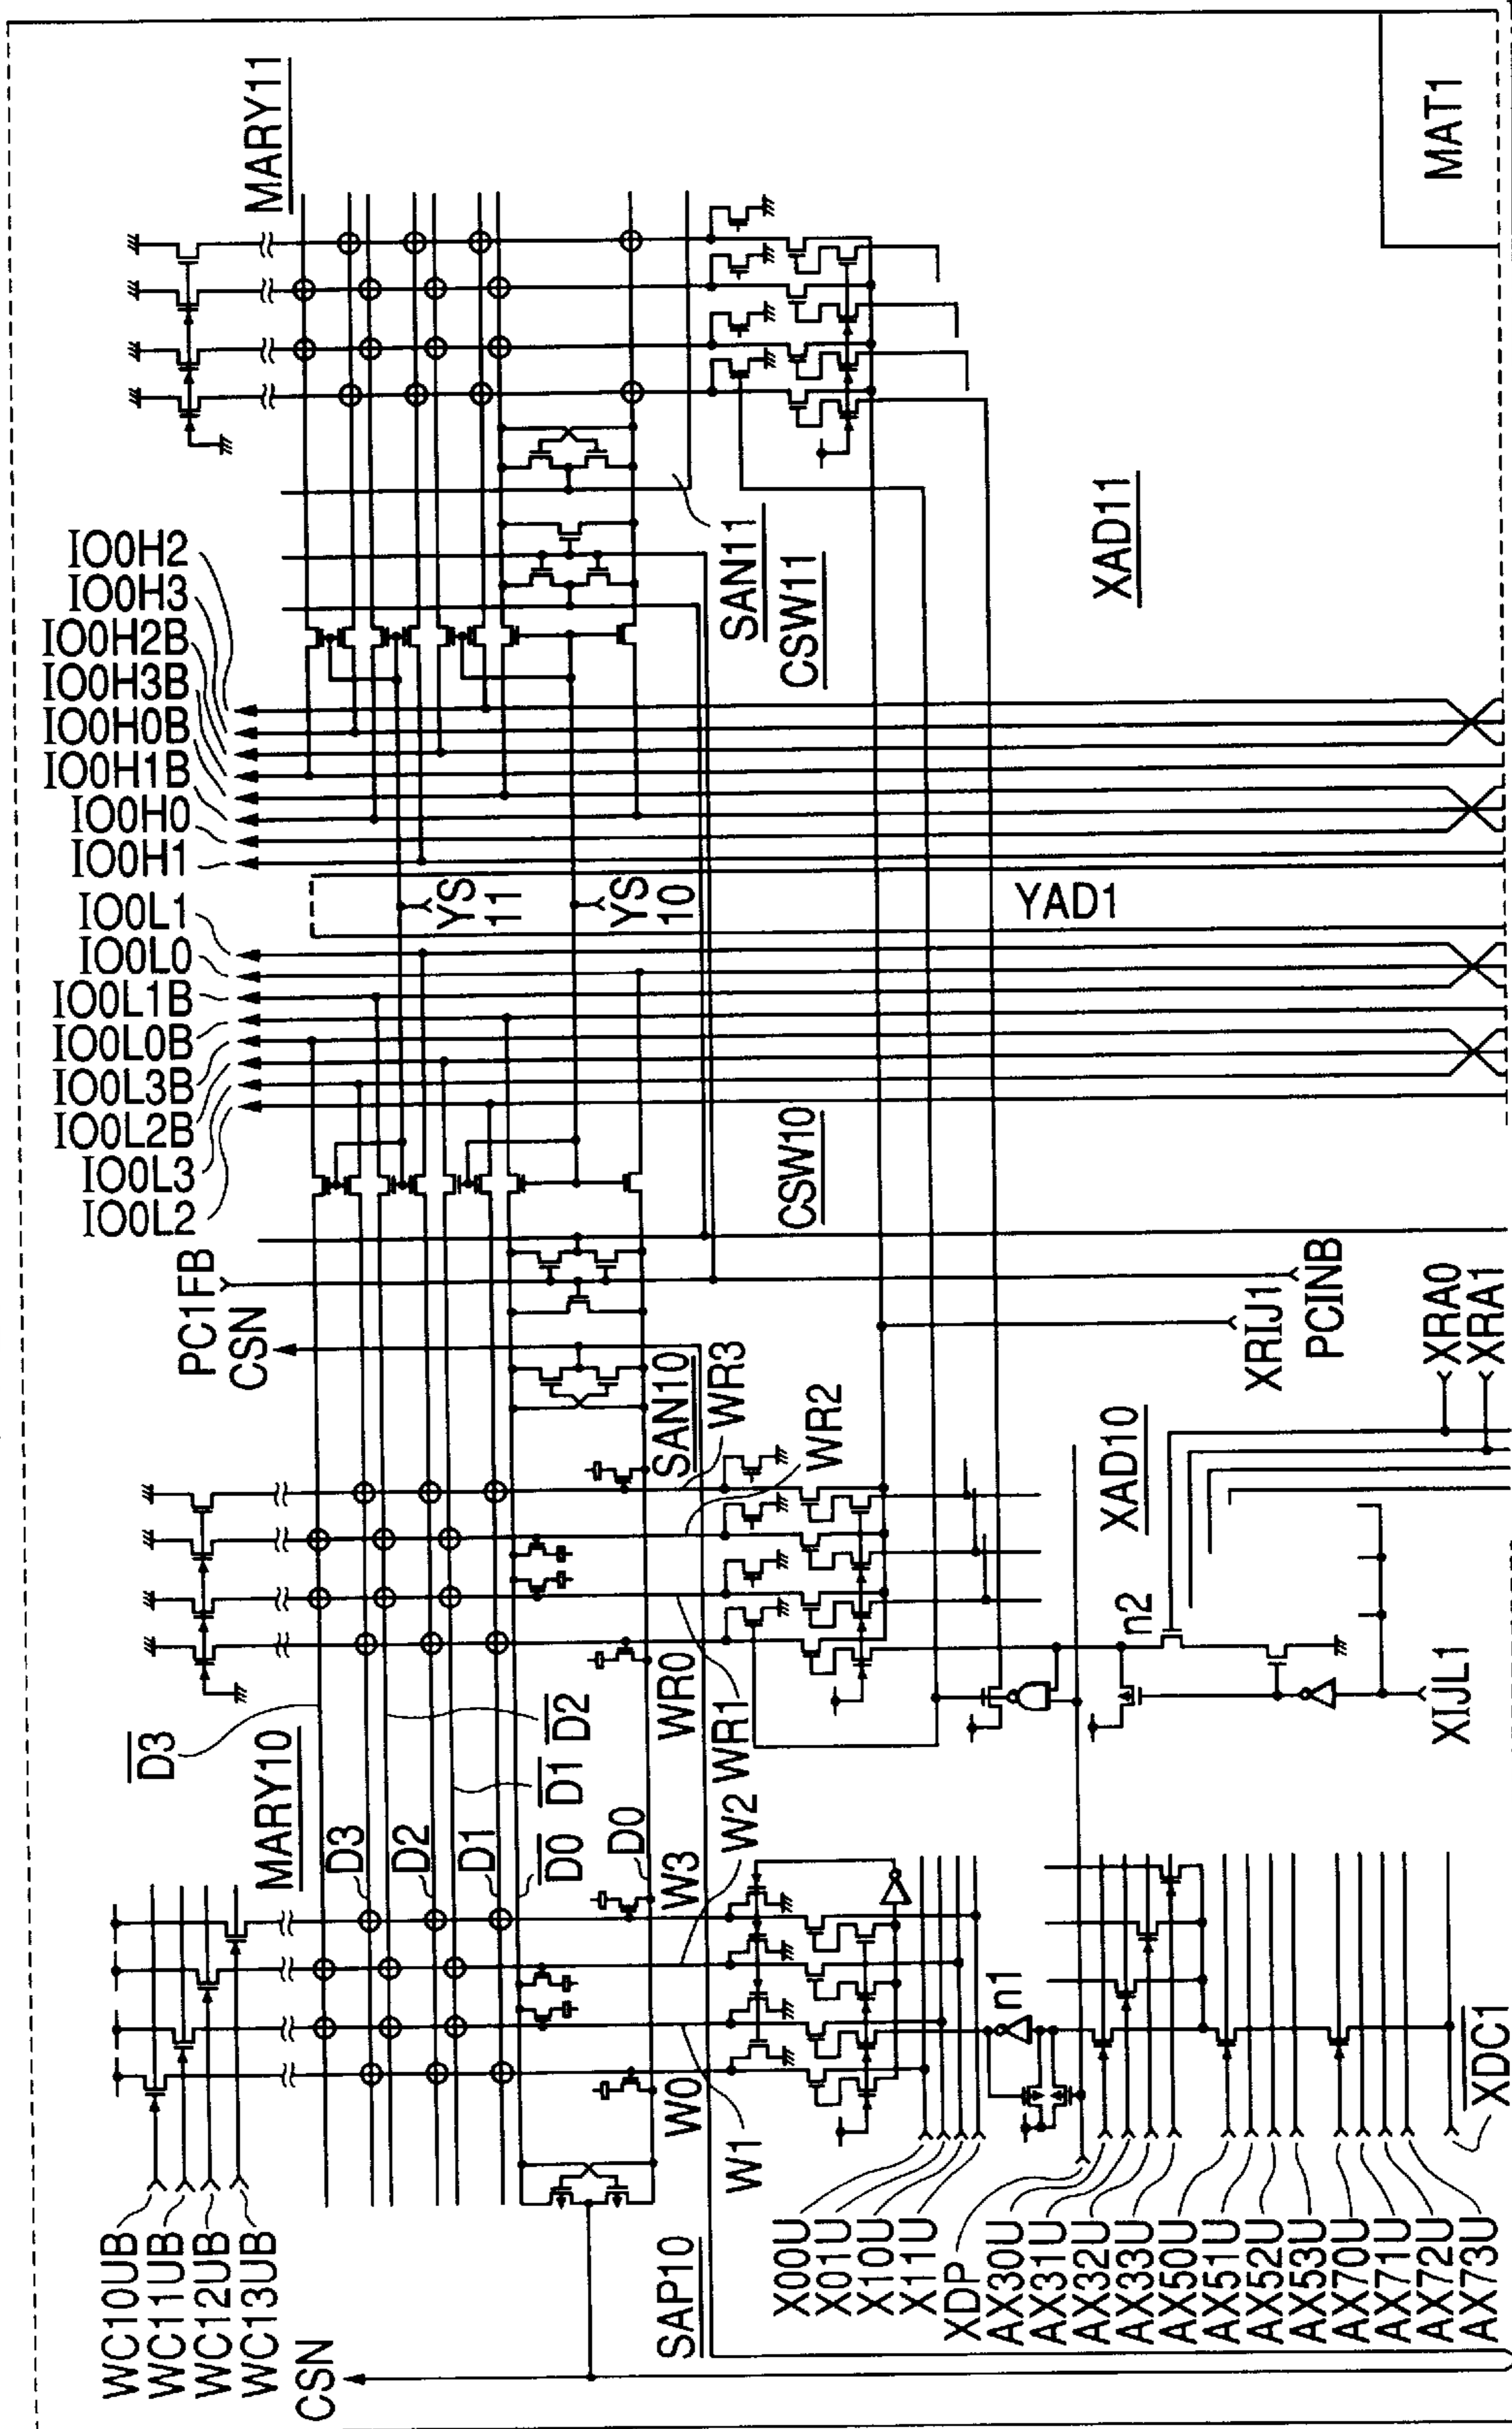 MARY11
MAT1
IO0H2
IO0H3
IO0H2B
IO0H3B
IO0H0B
IO0H1B
IO0H0
IO0H1
SAN11
CSW11
XAD11
YS
11
YS
10
YAD1
IO0L1
IO0L0
IO0L1B
IO0L0B
IO0L3B
IO0L2B
IO0L3
IO0L2
CSW10
PC1FB
CSN
SAN10
WR3
WR2
XRIJ1
PCINB
XRA0
XRA1
XAD10
n2
XIJL1
WR0
WR1
D3
D2
D1
MARY10
D3
D2
D1
D0
D0
W2
W3
W0
W1
n1
XDC1
WC10UB
WC11UB
WC12UB
WC13UB
CSN
SAP10
X00U
X01U
X10U
X11U
XDP
AX30U
AX31U
AX32U
AX33U
AX50U
AX51U
AX52U
AX53U
AX70U
AX71U
AX72U
AX73U